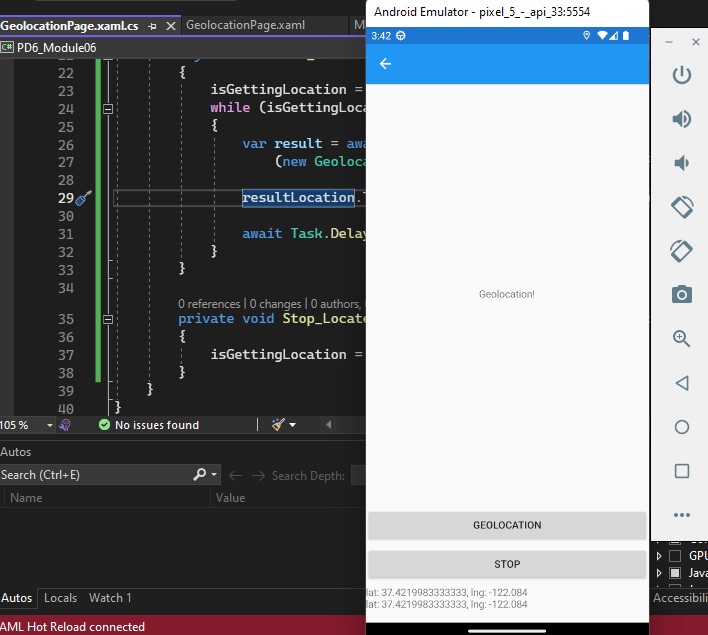 Android Emulator - pixel_5_-_api_33:5554
GeolocationPage.xaml.cs
GeolocationPage.xaml
M
C# PD6_Module06
3:42
22 {
23 isGettingLocation =
24 while (isGettingLoca
25 {
26 var result = awa
27 (new Geoloca
28
29 resultLocation.
30
31 await Task.Delay
32 }
33 }
34
0 references | 0 changes | 0 authors,
35 private void Stop_Locate
36 {
37 isGettingLocation =
38 }
39 }
40 }
Geolocation!
105 %
No issues found
Autos
Search (Ctrl+E)
Search Depth:
Name Value
GEOLOCATION
STOP
lat: 37.4219983333333, lng: -122.084
lat: 37.4219983333333, lng: -122.084
GPU
Java
Autos Locals Watch 1
Accessibili
AML Hot Reload connected